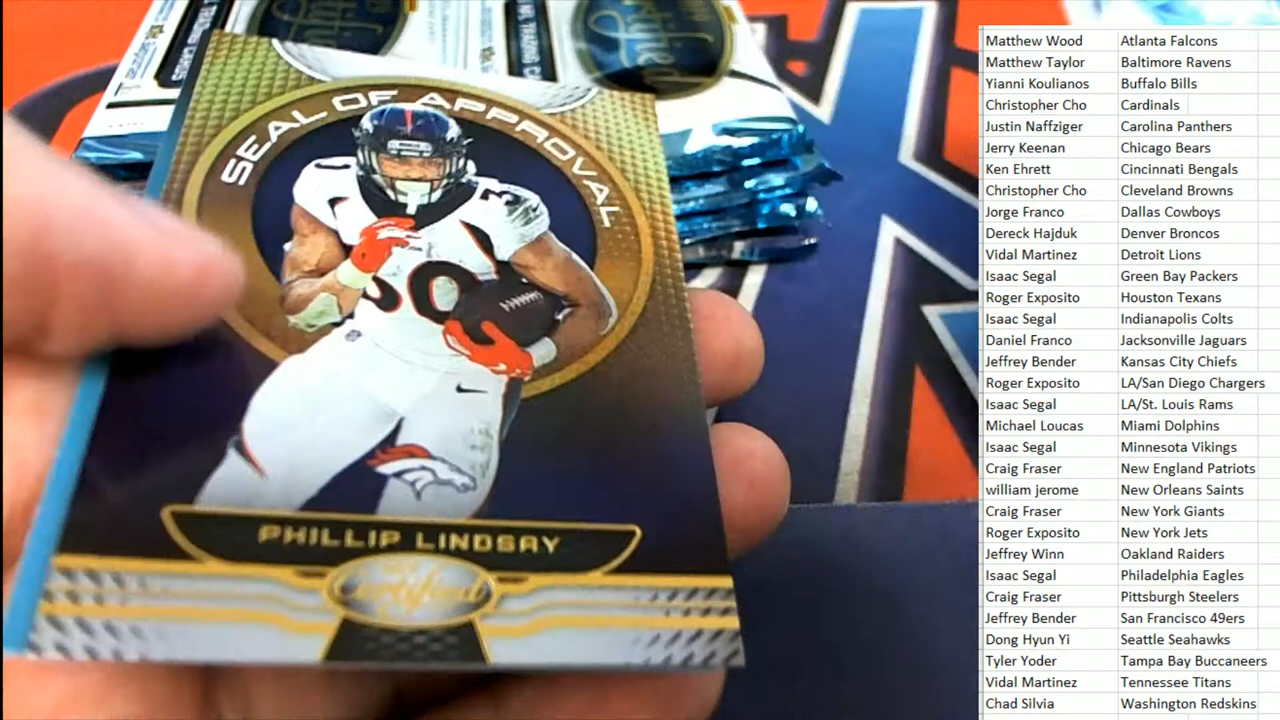 SEAL OF APPROVAL
30
30
PHILLIP LINDSAY
Certified
Matthew Wood Atlanta Falcons
Matthew Taylor Baltimore Ravens
Yianni Koulianos Buffalo Bills
Christopher Cho Cardinals
Justin Naffziger Carolina Panthers
Jerry Keenan Chicago Bears
Ken Ehrett Cincinnati Bengals
Christopher Cho Cleveland Browns
Jorge Franco Dallas Cowboys
Dereck Hajduk Denver Broncos
Vidal Martinez Detroit Lions
Isaac Segal Green Bay Packers
Roger Exposito Houston Texans
Isaac Segal Indianapolis Colts
Daniel Franco Jacksonville Jaguars
Jeffrey Bender Kansas City Chiefs
Roger Exposito LA/San Diego Chargers
Isaac Segal LA/St. Louis Rams
Michael Loucas Miami Dolphins
Isaac Segal Minnesota Vikings
Craig Fraser New England Patriots
william jerome New Orleans Saints
Craig Fraser New York Giants
Roger Exposito New York Jets
Jeffrey Winn Oakland Raiders
Isaac Segal Philadelphia Eagles
Craig Fraser Pittsburgh Steelers
Jeffrey Bender San Francisco 49ers
Dong Hyun Yi Seattle Seahawks
Tyler Yoder Tampa Bay Buccaneers
Vidal Martinez Tennessee Titans
Chad Silvia Washington Redskins